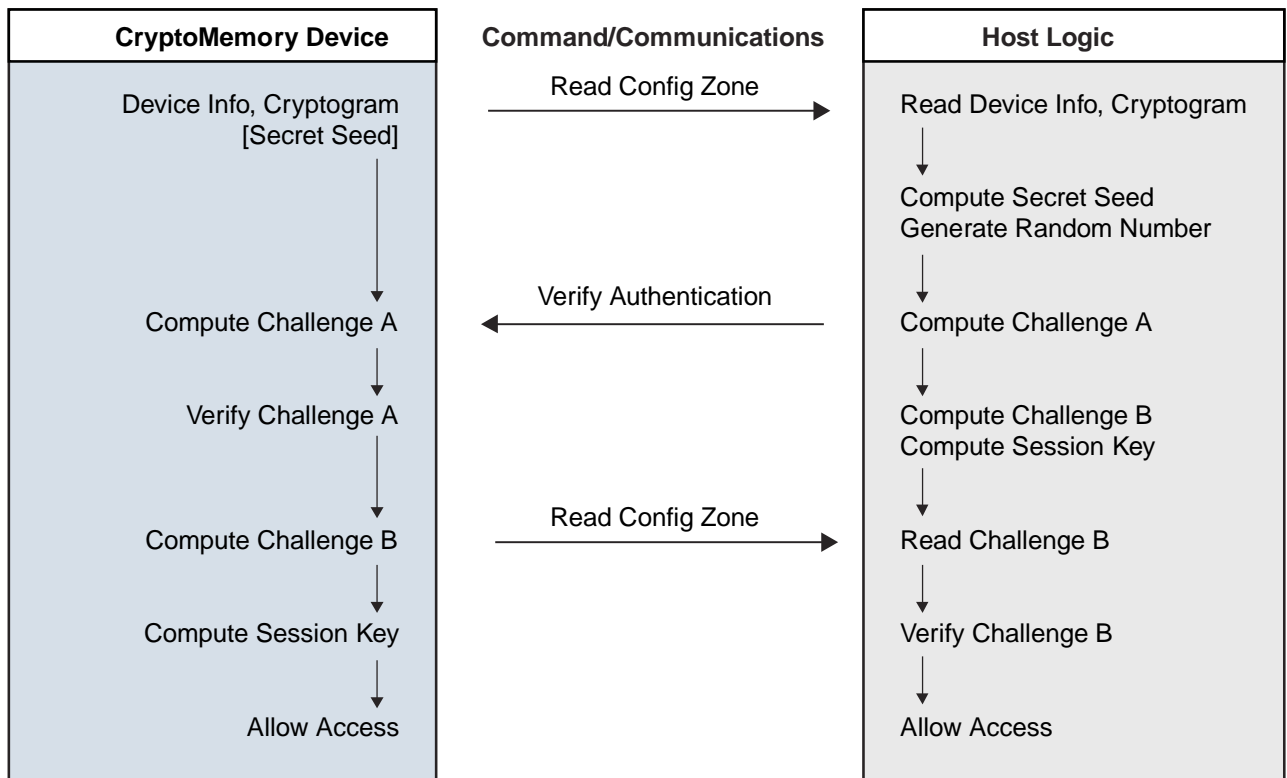 CryptoMemory Device
Command/Communications
Host Logic
Device Info, Cryptogram
[Secret Seed]
Read Config Zone
Read Device Info, Cryptogram
Compute Secret Seed
Generate Random Number
Compute Challenge A
Verify Authentication
Compute Challenge A
Verify Challenge A
Compute Challenge B
Compute Session Key
Compute Challenge B
Read Config Zone
Read Challenge B
Compute Session Key
Verify Challenge B
Allow Access
Allow Access